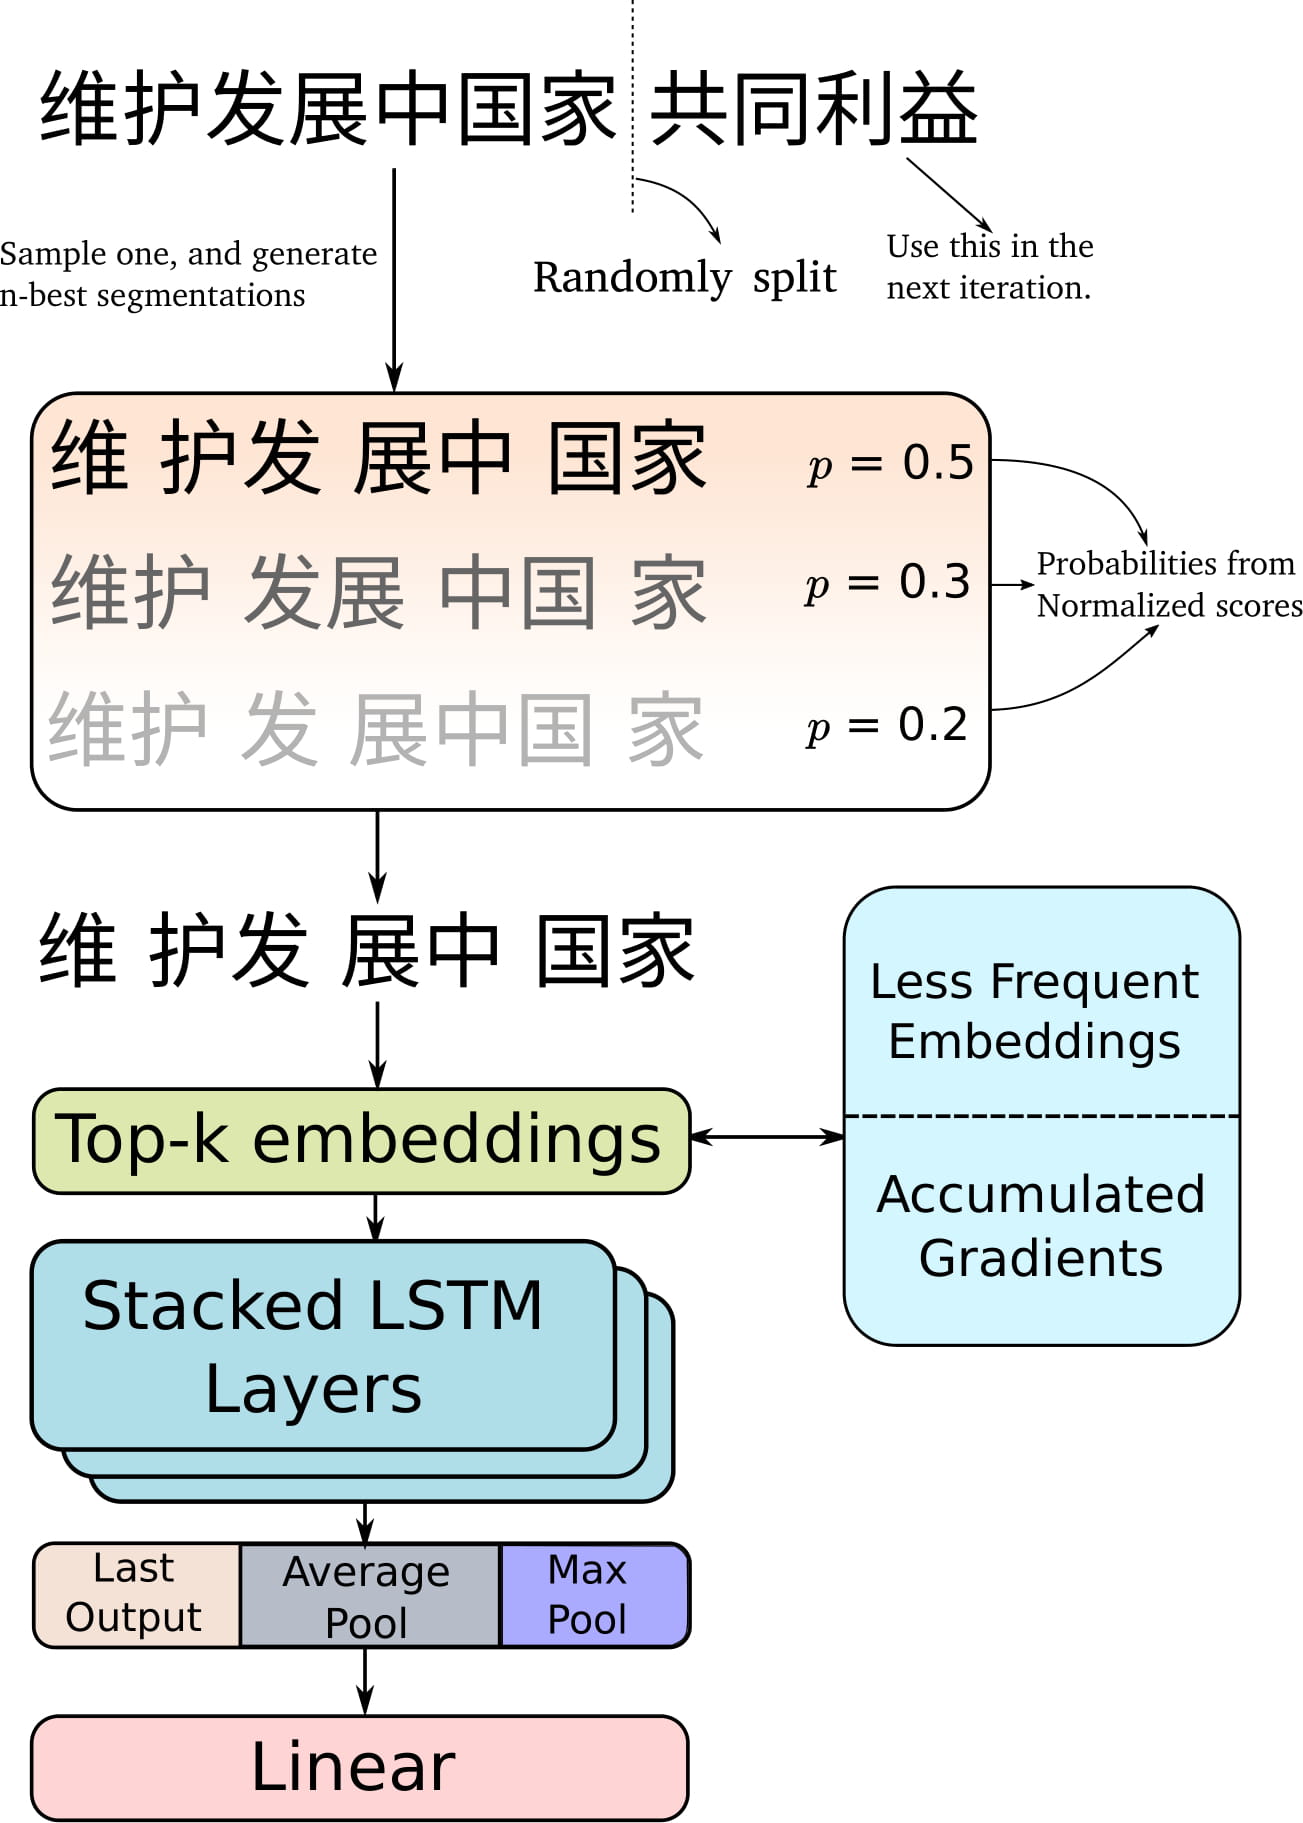 维护发展中国家 共同利益
Sample one, and generate
n-best segmentations
Randomly split
Use this in the
next iteration.
维 护发 展中 国家 p = 0.5
维护 发展 中国 家 p = 0.3
维护 发 展中国 家 p = 0.2
Probabilities from
Normalized scores
维 护发 展中 国家
Less Frequent
Embeddings
Accumulated
Gradients
Top-k embeddings
Stacked LSTM
Layers
Last
Output
Average
Pool
Max
Pool
Linear